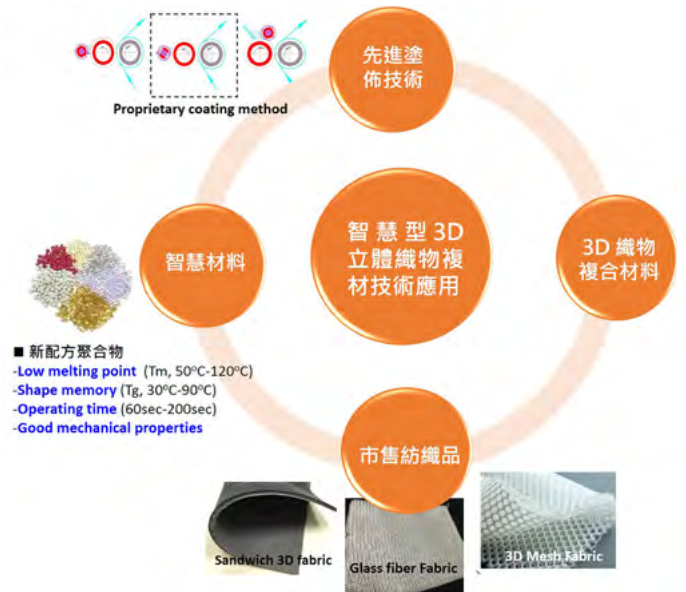 Proprietary coating method
先進塗
佈技術
智慧材料
智慧型3D
立體織物複
材技術應用
3D 織物
複合材料
■ 新配方聚合物
-Low melting point (Tm, 50°C-120°C)
-Shape memory (Tg, 30°C-90°C)
-Operating time (60sec-200sec)
-Good mechanical properties
市售紡織品
Sandwich 3D fabric
Glass fiber Fabric
3D Mesh Fabric